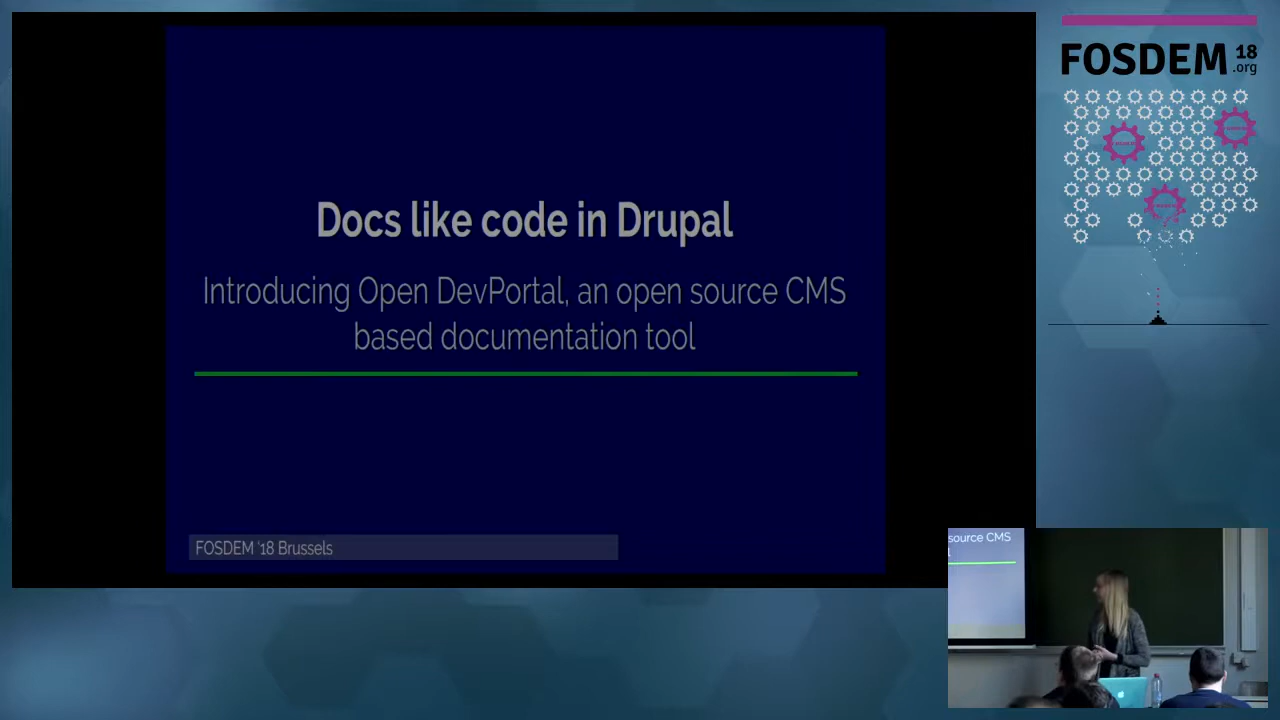 Docs like code in Drupal
Introducing Open DevPortal, an open source CMS
based documentation tool
FOSDEM '18 Brussels
FOSDEM 18
.org
source CMS